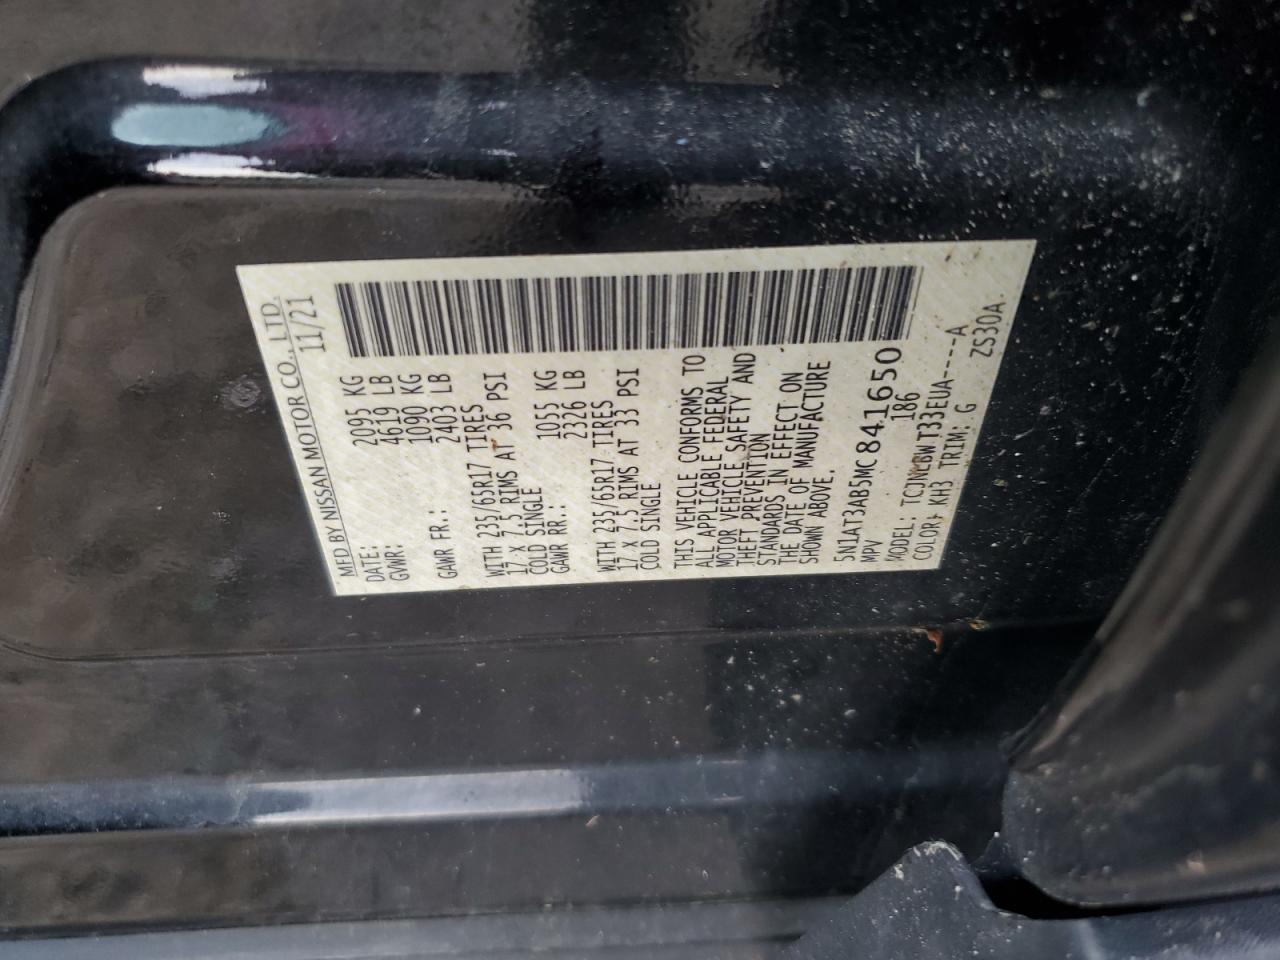 MFD BY NISSAN MOTOR CO., LTD.
DATE: 11/21
GVWR: 2095 KG
4619 LB
GAWR FR.: 1090 KG
2403 LB
WITH 235/65R17 TIRES
17 X 7.5 RIMS AT 36 PSI
COLD SINGLE
GAWR RR.: 1055 KG
2326 LB
WITH 235/65R17 TIRES
17 X 7.5 RIMS AT 33 PSI
COLD SINGLE
THIS VEHICLE CONFORMS TO
ALL APPLICABLE FEDERAL
MOTOR VEHICLE SAFETY AND
THEFT PREVENTION
STANDARDS IN EFFECT ON
THE DATE OF MANUFACTURE
SHOWN ABOVE.
5N1AT3AB5MC841650
MPV 186
MODEL: TCJNLBWT33EUA-----A
COLOR: KH3 TRIM: G ZS30A